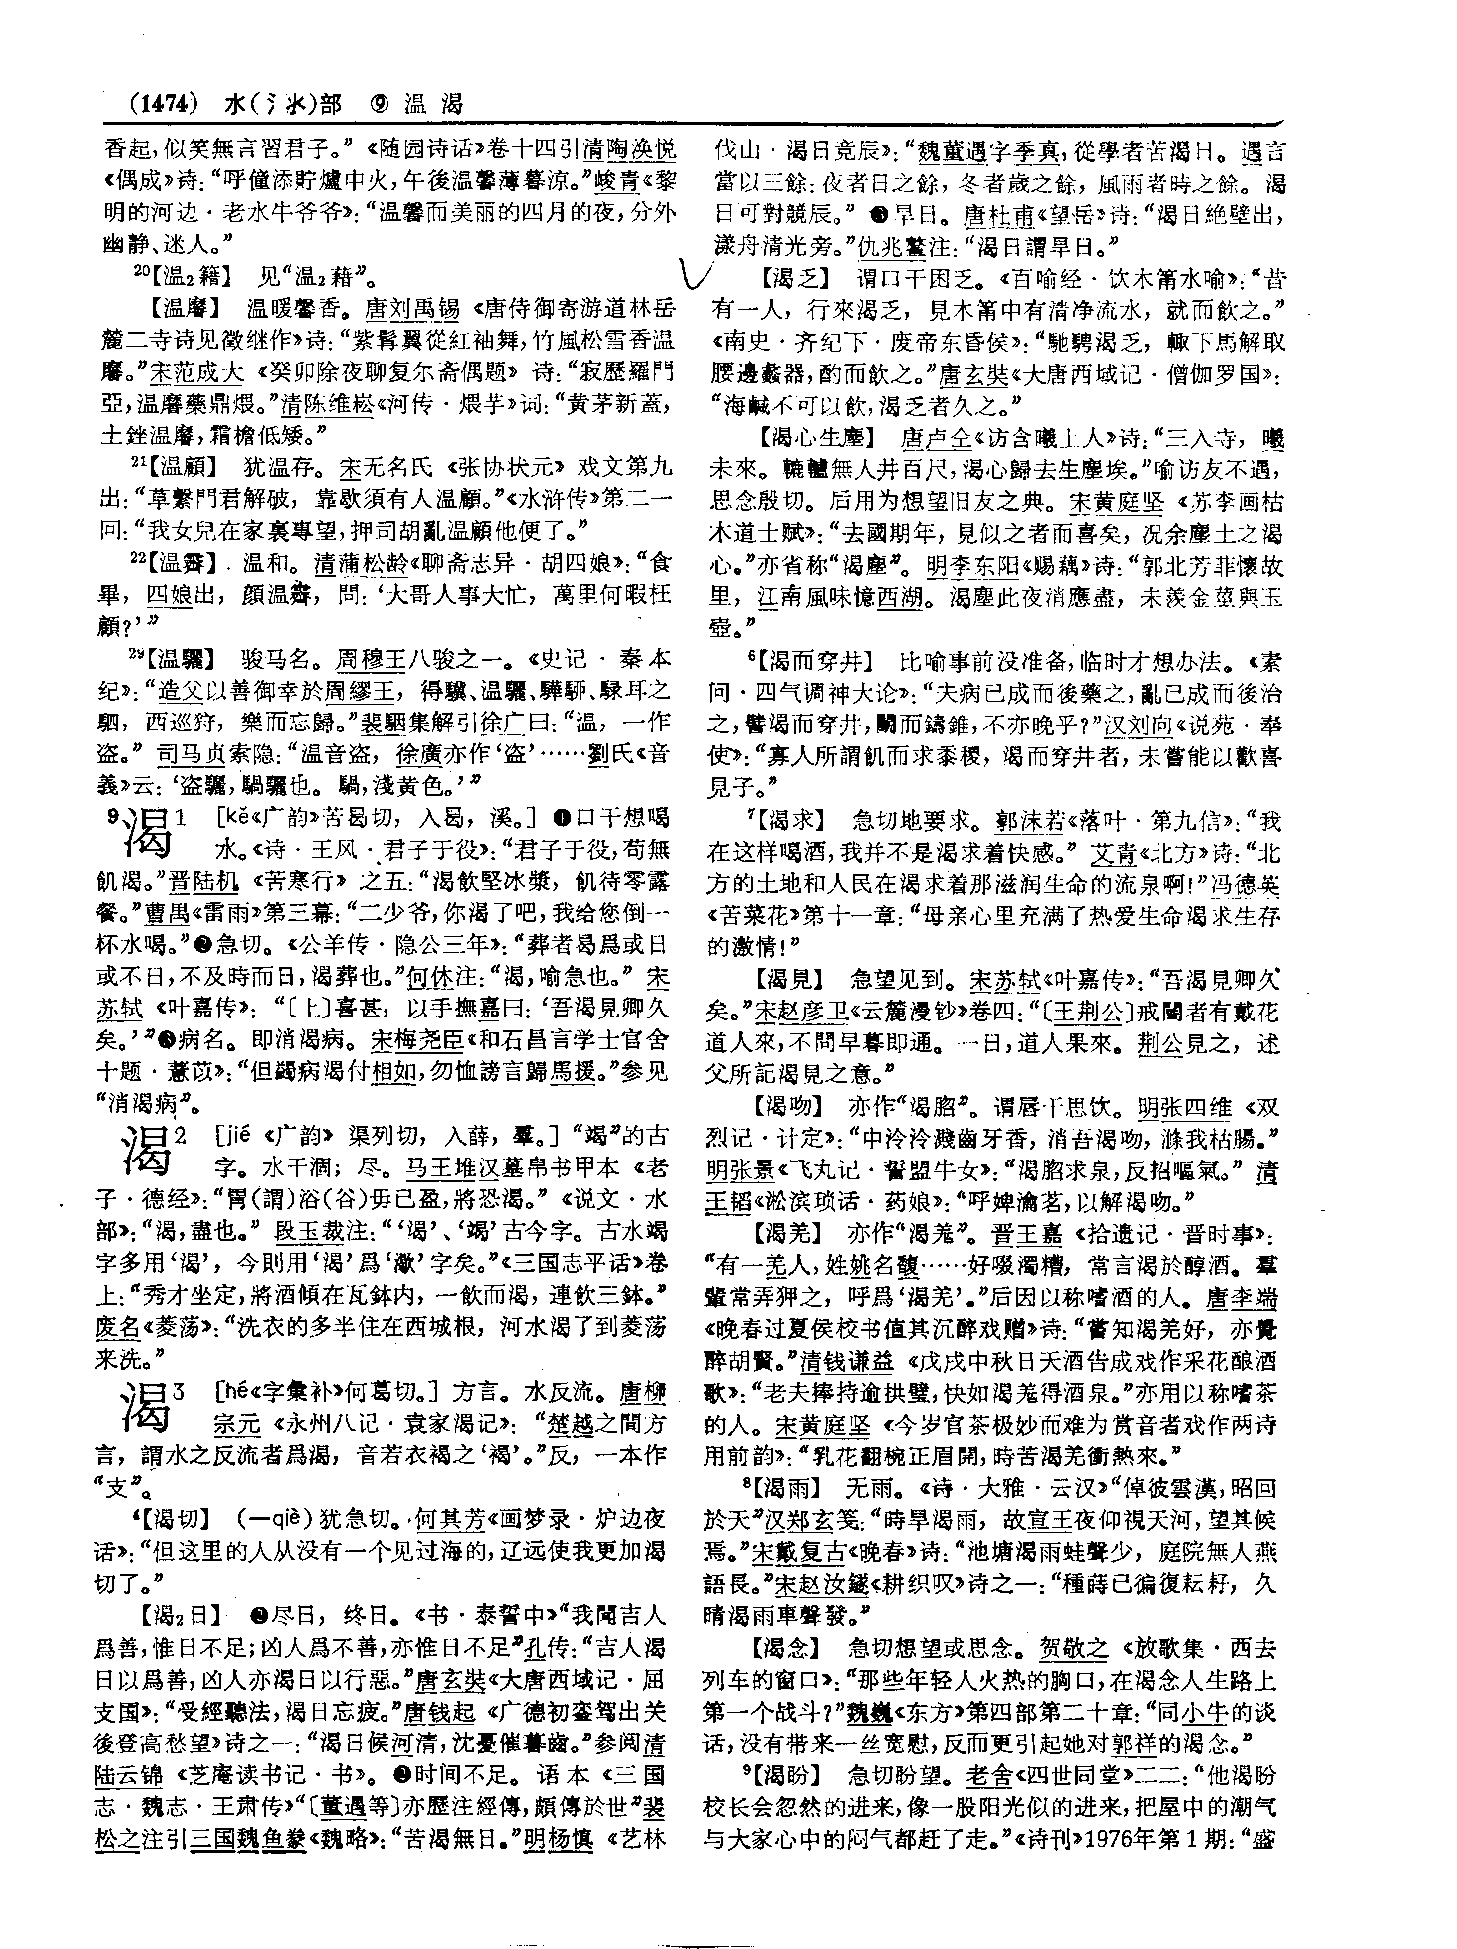 (1474) 水(氵氺)部 ⑨ 温 渴
香起,似笑無言習君子。”《随园诗话》卷十四引清陶涣悦
《偶成》诗:“呼僮添貯爐中火,午後温馨薄暮涼。”峻青《黎
明的河边·老水牛爷爷》:“温馨而美丽的四月的夜,分外
幽静、迷人。”
20【温2籍】 见“温2藉”。
【温黁】 温暖馨香。唐刘禹锡《唐侍御寄游道林岳
麓二寺诗见徵继作》诗:“紫髯翼從紅袖舞,竹風松雪香温
黁。”宋范成大《癸卯除夜聊复尔斋偶题》诗:“寂歷羅門
亞,温黁藥鼎煨。”清陈维崧《河传·煨芋》词:“黄茅新蓋,
土銼温黁,霜檐低矮。”
21【温顧】 犹温存。宋无名氏《张协状元》戏文第九
出:“草繫門君解破,靠歇須有人温顧。”《水浒传》第二一
回:“我女兒在家裏專望,押司胡亂温顧他便了。”
22【温霽】 温和。清蒲松龄《聊斋志异·胡四娘》:“食
畢,四娘出,顔温霽,問:‘大哥人事大忙,萬里何暇枉
顧?’”
29【温驪】 骏马名。周穆王八骏之一。《史记·秦本
纪》:“造父以善御幸於周繆王,得驥、温驪、驊駵、騄耳之
駟,西巡狩,樂而忘歸。”裴駰集解引徐广曰:“温,一作
盗。”司马贞索隐:“温音盗,徐廣亦作‘盗’……劉氏《音
義》云:‘盗驪,騧驪也。騧,淺黄色。’”
9渴1 [kě《广韵》苦曷切,入曷,溪。] ❶口干想喝
水。《诗·王风·君子于役》:“君子于役,苟無
飢渴。”晋陆机《苦寒行》之五:“渴飲堅冰漿,飢待零露
餐。”曹禺《雷雨》第三幕:“二少爷,你渴了吧,我给您倒一
杯水喝。”❷急切。《公羊传·隐公三年》:“葬者曷爲或日
或不日,不及時而日,渴葬也。”何休注:“渴,喻急也。”宋
苏轼《叶嘉传》:“〔上〕喜甚,以手撫嘉曰:‘吾渴見卿久
矣。’”❸病名。即消渴病。宋梅尧臣《和石昌言学士官舍
十题·薏苡》:“但蠲病渴付相如,勿恤謗言歸馬援。”参见
“消渴病”。
渴2 [jié《广韵》渠列切,入薛,羣。]“竭”的古
字。水干涸;尽。马王堆汉墓帛书甲本《老
子·德经》:“胃(謂)浴(谷)毋已盈,將恐渴。”《说文·水
部》:“渴,盡也。”段玉裁注:“‘渴’、‘竭’古今字。古水竭
字多用‘渴’,今則用‘渴’爲‘㵣’字矣。”《三国志平话》卷
上:“秀才坐定,將酒傾在瓦鉢内,一飲而渴,連飲三鉢。”
废名《菱荡》:“洗衣的多半住在西城根,河水渴了到菱荡
来洗。”
渴3 [hé《字彙补》何葛切。]方言。水反流。唐柳
宗元《永州八记·袁家渴记》:“楚越之間方
言,謂水之反流者爲渴,音若衣褐之‘褐’。”反,一本作
“支”。
4【渴切】 (—qiè)犹急切。何其芳《画梦录·炉边夜
话》:“但这里的人从没有一个见过海的,辽远使我更加渴
切了。”
【渴2日】 ❶尽日,终日。《书·泰誓中》“我聞吉人
爲善,惟日不足;凶人爲不善,亦惟日不足”孔传:“吉人渴
日以爲善,凶人亦渴日以行惡。”唐玄奘《大唐西域记·屈
支国》:“受經聽法,渴日忘疲。”唐钱起《广德初銮驾出关
後登高愁望》诗之一:“渴日候河清,沈憂催暮齒。”参阅清
陆云锦《芝庵读书记·书》。❷时间不足。语本《三国
志·魏志·王肃传》“〔董遇等〕亦歷注經傳,頗傳於世”裴
松之注引三国魏鱼豢《魏略》:“苦渴無日。”明杨慎《艺林
伐山·渴日竞辰》:“魏董遇字季真,從學者苦渴日。遇言
當以三餘:夜者日之餘,冬者歲之餘,風雨者時之餘。渴
日可對競辰。”❸早日。唐杜甫《望岳》诗:“渴日絶壁出,
漾舟清光旁。”仇兆鳌注:“渴日謂早日。”
【渴乏】 谓口干困乏。《百喻经·饮木筩水喻》:“昔
有一人,行來渴乏,見木筩中有清净流水,就而飲之。”
《南史·齐纪下·废帝东昏侯》:“馳騁渴乏,輒下馬解取
腰邊蠡器,酌而飲之。”唐玄奘《大唐西域记·僧伽罗国》:
“海鹹不可以飲,渴乏者久之。”
【渴心生塵】 唐卢仝《访含曦上人》诗:“三入寺,曦
未來。轆轤無人井百尺,渴心歸去生塵埃。”喻访友不遇,
思念殷切。后用为想望旧友之典。宋黄庭坚《苏李画枯
木道士赋》:“去國期年,見似之者而喜矣,况余塵土之渴
心。”亦省称“渴塵”。明李东阳《赐藕》诗:“郭北芳菲懷故
里,江南風味憶西湖。渴塵此夜消應盡,未羡金莖與玉
壺。”
6【渴而穿井】 比喻事前没准备,临时才想办法。《素
问·四气调神大论》:“夫病已成而後藥之,亂已成而後治
之,譬渴而穿井,鬭而鑄錐,不亦晚乎?”汉刘向《说苑·奉
使》:“寡人所謂飢而求黍稷,渴而穿井者,未嘗能以歡喜
見子。”
7【渴求】 急切地要求。郭沫若《落叶·第九信》:“我
在这样喝酒,我并不是渴求着快感。”艾青《北方》诗:“北
方的土地和人民在渴求着那滋润生命的流泉啊!”冯德英
《苦菜花》第十一章:“母亲心里充满了热爱生命渴求生存
的激情!”
【渴見】 急望见到。宋苏轼《叶嘉传》:“吾渴見卿久
矣。”宋赵彦卫《云麓漫钞》卷四:“〔王荆公〕戒閽者有戴花
道人來,不問早暮即通。一日,道人果來。荆公見之,述
父所託渴見之意。”
【渴吻】 亦作“渴脗”。谓唇干思饮。明张四维《双
烈记·计定》:“中泠泠濺齒牙香,消吾渴吻,滌我枯腸。”
明张景《飞丸记·誓盟牛女》:“渴脗求泉,反招嘔氣。”清
王韬《淞滨琐话·药娘》:“呼婢瀹茗,以解渴吻。”
【渴羌】 亦作“渴羗”。晋王嘉《拾遗记·晋时事》:
“有一羌人,姓姚名馥……好啜濁糟,常言渴於醇酒。羣
輩常弄狎之,呼爲‘渴羌’。”后因以称嗜酒的人。唐李端
《晚春过夏侯校书值其沉醉戏赠》诗:“嘗知渴羌好,亦覺
醉胡賢。”清钱谦益《戊戌中秋日天酒告成戏作采花酿酒
歌》:“老夫捧持逾拱璧,快如渴羗得酒泉。”亦用以称嗜茶
的人。宋黄庭坚《今岁官茶极妙而难为赏音者戏作两诗
用前韵》:“乳花翻椀正眉開,時苦渴羌衝熱來。”
8【渴雨】 无雨。《诗·大雅·云汉》“倬彼雲漢,昭回
於天”汉郑玄笺:“時旱渴雨,故宣王夜仰視天河,望其候
焉。”宋戴复古《晚春》诗:“池塘渴雨蛙聲少,庭院無人燕
語長。”宋赵汝鐩《耕织叹》诗之一:“種蒔已徧復耘耔,久
晴渴雨車聲發。”
【渴念】 急切想望或思念。贺敬之《放歌集·西去
列车的窗口》:“那些年轻人火热的胸口,在渴念人生路上
第一个战斗?”魏巍《东方》第四部第二十章:“同小牛的谈
话,没有带来一丝宽慰,反而更引起她对郭祥的渴念。”
9【渴盼】 急切盼望。老舍《四世同堂》二二:“他渴盼
校长会忽然的进来,像一股阳光似的进来,把屋中的潮气
与大家心中的闷气都赶了走。”《诗刊》1976年第1期:“盛